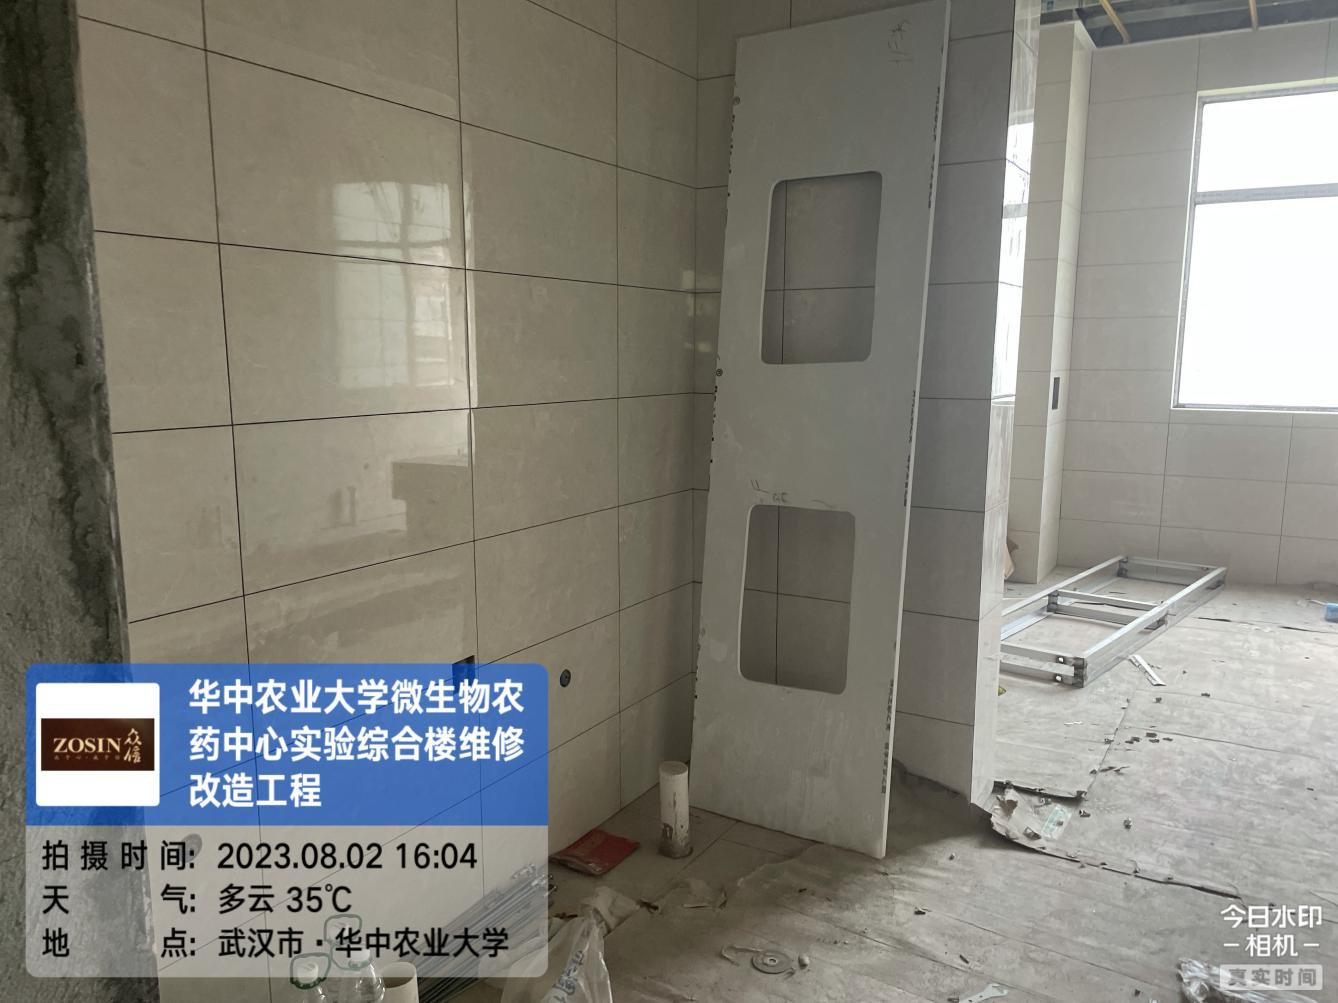 华中农业大学微生物农
药中心实验综合楼维修
改造工程
ZOSIN 众信
拍摄时间: 2023.08.02 16:04
天气: 多云 35℃
地点: 武汉市·华中农业大学
今日水印
-相机-
真实时间